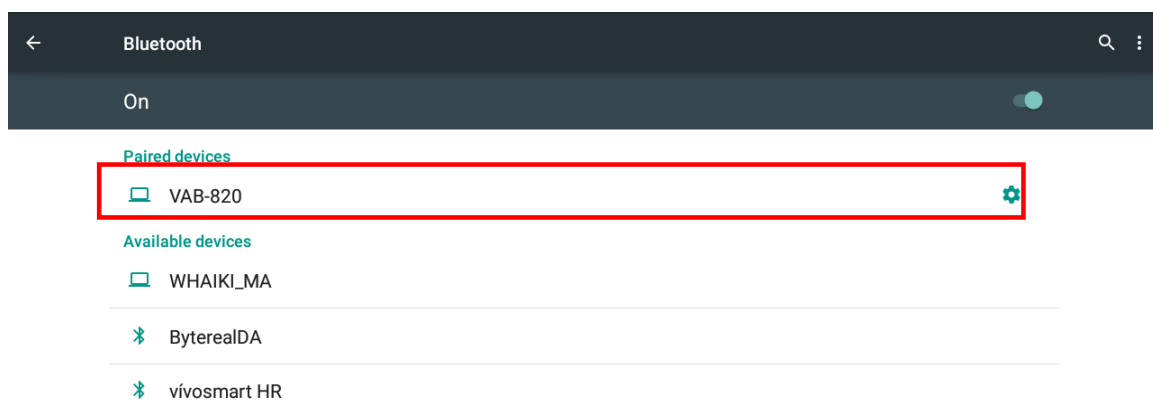 Bluetooth
On
Paired devices
VAB-820
Available devices
WHAIKI_MA
ByterealDA
vívosmart HR